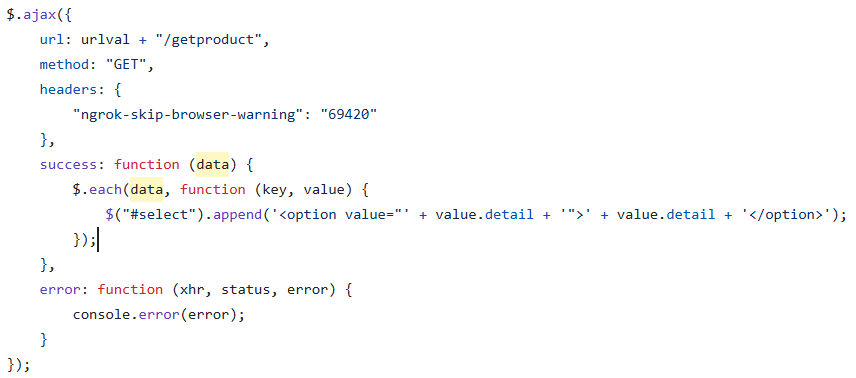 $.ajax({
    url: urlval + "/getproduct",
    method: "GET",
    headers: {
        "ngrok-skip-browser-warning": "69420"
    },
    success: function (data) {
        $.each(data, function (key, value) {
            $("#select").append('<option value="' + value.detail + '">' + value.detail + '</option>');
        });
    },
    error: function (xhr, status, error) {
        console.error(error);
    }
});